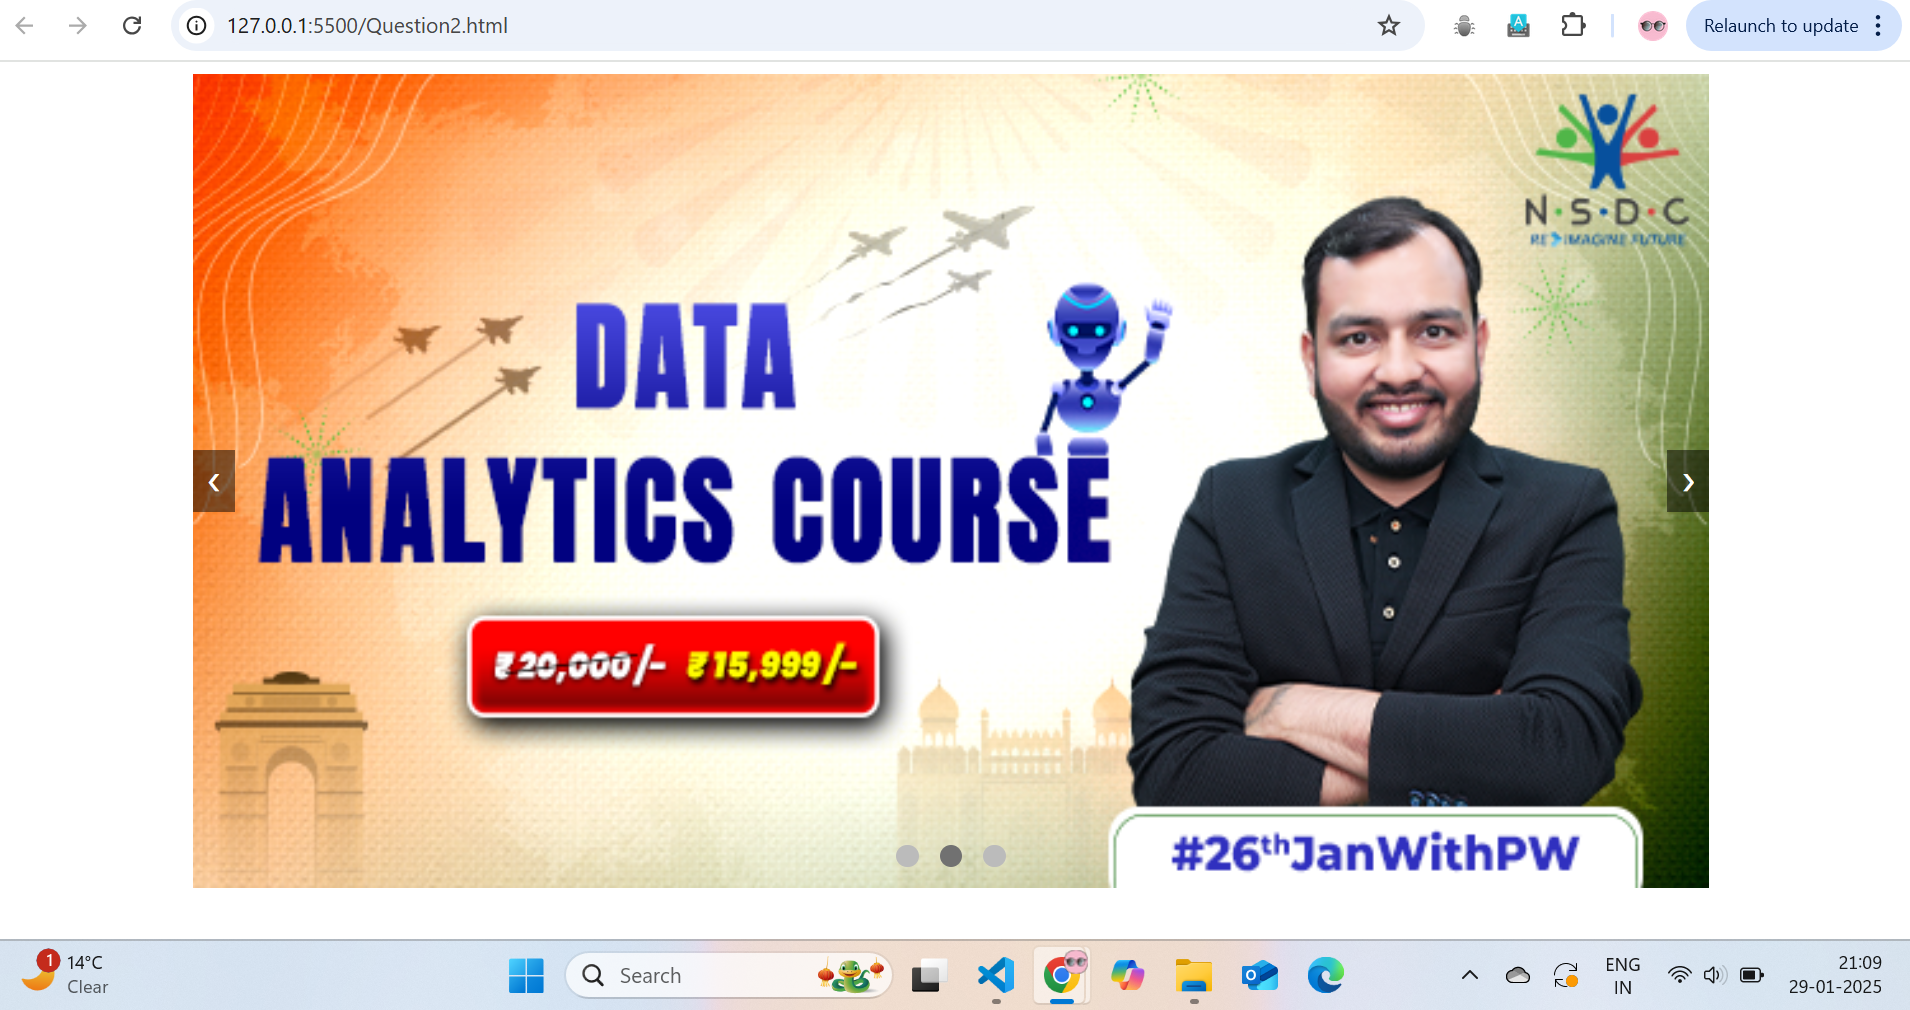 127.0.0.1:5500/Question2.html
Relaunch to update
N·S·D·C
RE IMAGINE FUTURE
DATA
ANALYTICS COURSE
₹20,000/- ₹15,999/-
#26thJanWithPW
1
14°C
Clear
Search
ENG
IN
21:09
29-01-2025